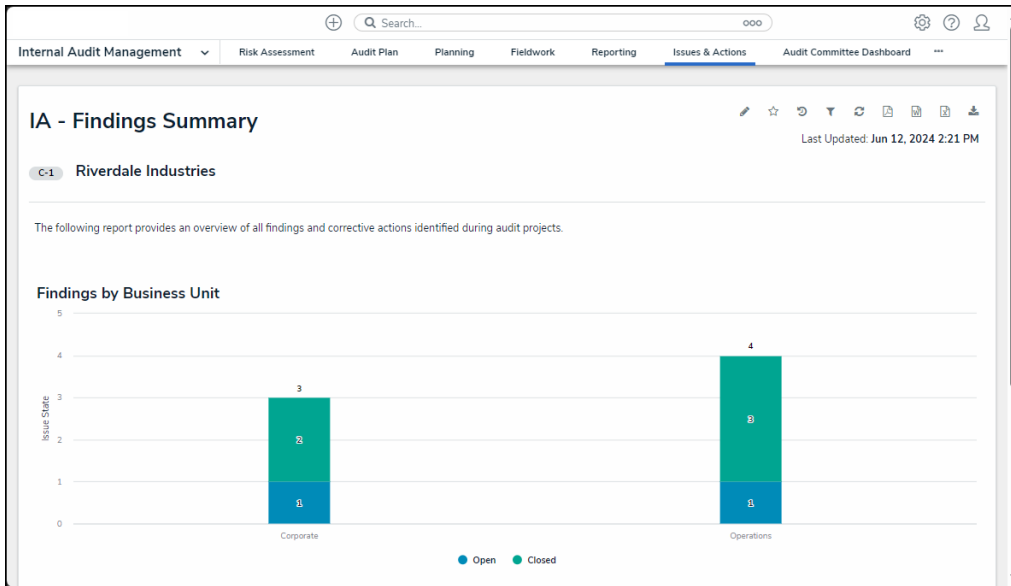 Search...
Internal Audit Management Risk Assessment Audit Plan Planning Fieldwork Reporting Issues & Actions Audit Committee Dashboard
IA - Findings Summary
Last Updated: Jun 12, 2024 2:21 PM
C-1 Riverdale Industries
The following report provides an overview of all findings and corrective actions identified during audit projects.
Findings by Business Unit
5
4
3
2
1
0
Issue State
3
2
1
4
3
1
Corporate Operations
Open Closed